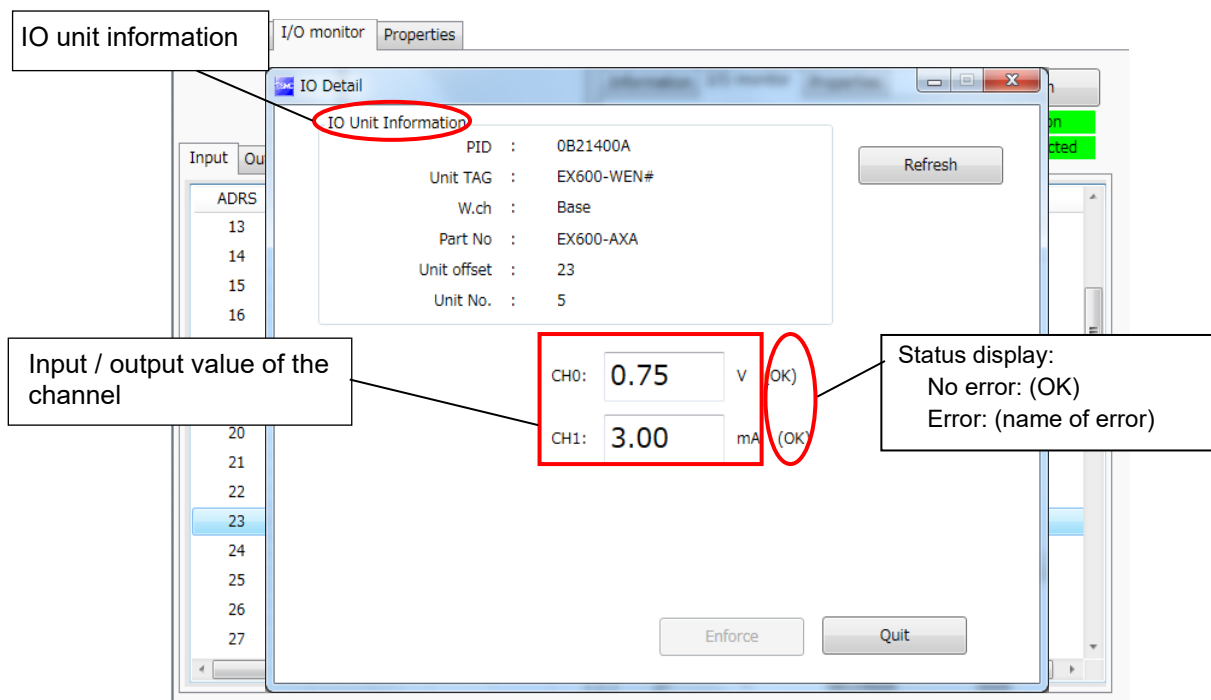 IO unit information
I/O monitor
Properties
IO Detail
IO Unit Information
PID : 0B21400A
Unit TAG : EX600-WEN#
W.ch : Base
Part No : EX600-AXA
Unit offset : 23
Unit No. : 5
Refresh
Input
ADRS
13
14
15
16
Input / output value of the
channel
CH0: 0.75 V (OK)
CH1: 3.00 mA (OK)
Status display:
No error: (OK)
Error: (name of error)
20
21
22
23
24
25
26
27
Enforce
Quit